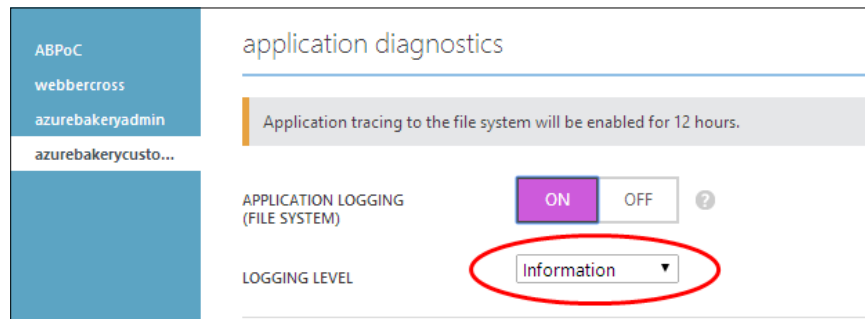 ABPoC
webbercross
azurebakeryadmin
azurebakerycusto...
application diagnostics
Application tracing to the file system will be enabled for 12 hours.
APPLICATION LOGGING
(FILE SYSTEM)
ON OFF ?
LOGGING LEVEL
Information